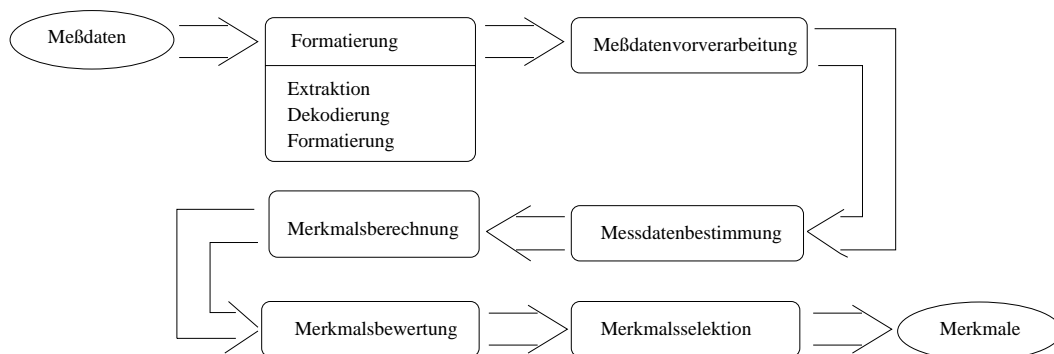 Meßdaten
Formatierung
Extraktion
Dekodierung
Formatierung
Meßdatenvorverarbeitung
Messdatenbestimmung
Merkmalsberechnung
Merkmalsbewertung
Merkmalsselektion
Merkmale